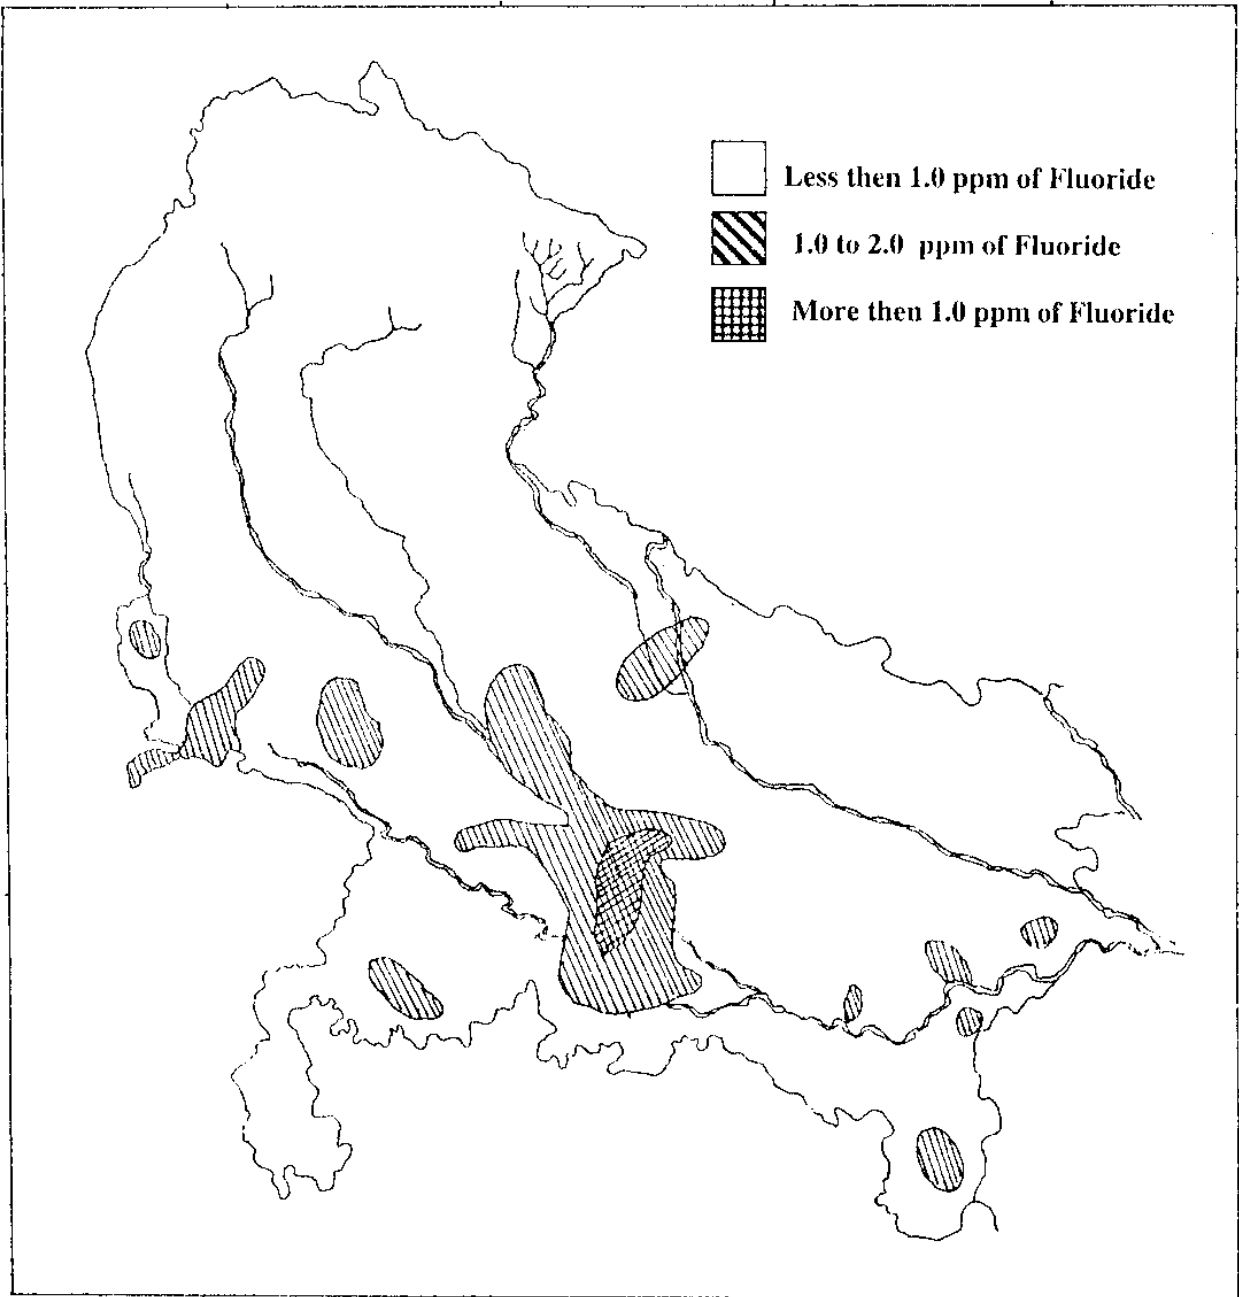 Less then 1.0 ppm of Fluoride
1.0 to 2.0 ppm of Fluoride
More then 1.0 ppm of Fluoride